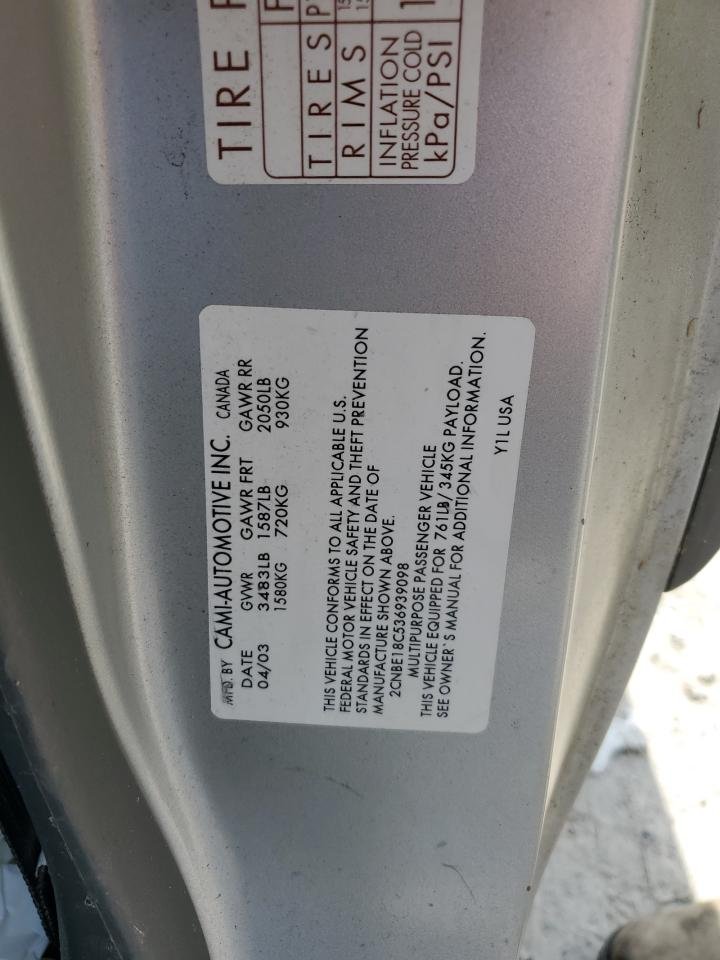 TIRE
TIRES
RIMS
INFLATION
PRESSURE COLD
kPa/PSI
MFD. BY CAMI-AUTOMOTIVE INC. CANADA
DATE GVWR GAWR FRT GAWR RR
04/03 3483LB 1587LB 2050LB
1580KG 720KG 930KG
THIS VEHICLE CONFORMS TO ALL APPLICABLE U.S.
FEDERAL MOTOR VEHICLE SAFETY AND THEFT PREVENTION
STANDARDS IN EFFECT ON THE DATE OF
MANUFACTURE SHOWN ABOVE.
2CNBE18C536939098
MULTIPURPOSE PASSENGER VEHICLE
THIS VEHICLE EQUIPPED FOR 761LB/345KG PAYLOAD.
SEE OWNER`S MANUAL FOR ADDITIONAL INFORMATION.
Y1L USA